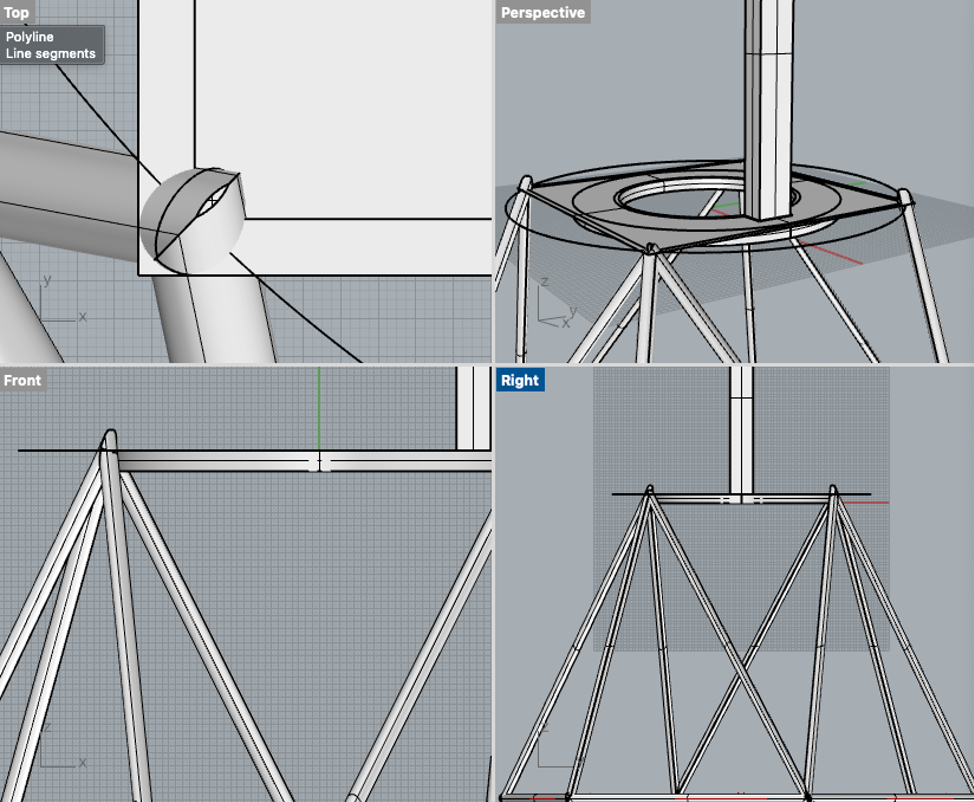 Top
Polyline
Line segments
y
x
Perspective
z
y
x
Front
z
x
Right
z